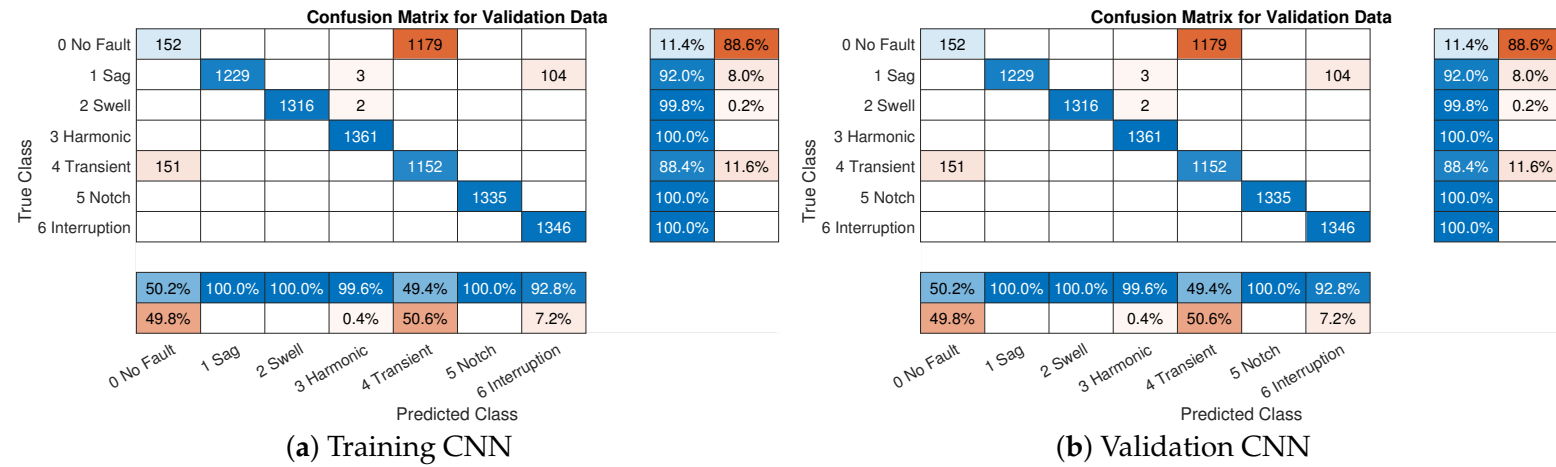 Confusion Matrix for Validation Data
True Class
0 No Fault 152 1179 11.4% 88.6%
1 Sag 1229 3 104 92.0% 8.0%
2 Swell 1316 2 99.8% 0.2%
3 Harmonic 1361 100.0%
4 Transient 151 1152 88.4% 11.6%
5 Notch 1335 100.0%
6 Interruption 1346 100.0%
50.2% 100.0% 100.0% 99.6% 49.4% 100.0% 92.8%
49.8% 0.4% 50.6% 7.2%
0 No Fault 1 Sag 2 Swell 3 Harmonic 4 Transient 5 Notch 6 Interruption
Predicted Class
(a) Training CNN
Confusion Matrix for Validation Data
True Class
0 No Fault 152 1179 11.4% 88.6%
1 Sag 1229 3 104 92.0% 8.0%
2 Swell 1316 2 99.8% 0.2%
3 Harmonic 1361 100.0%
4 Transient 151 1152 88.4% 11.6%
5 Notch 1335 100.0%
6 Interruption 1346 100.0%
50.2% 100.0% 100.0% 99.6% 49.4% 100.0% 92.8%
49.8% 0.4% 50.6% 7.2%
0 No Fault 1 Sag 2 Swell 3 Harmonic 4 Transient 5 Notch 6 Interruption
Predicted Class
(b) Validation CNN